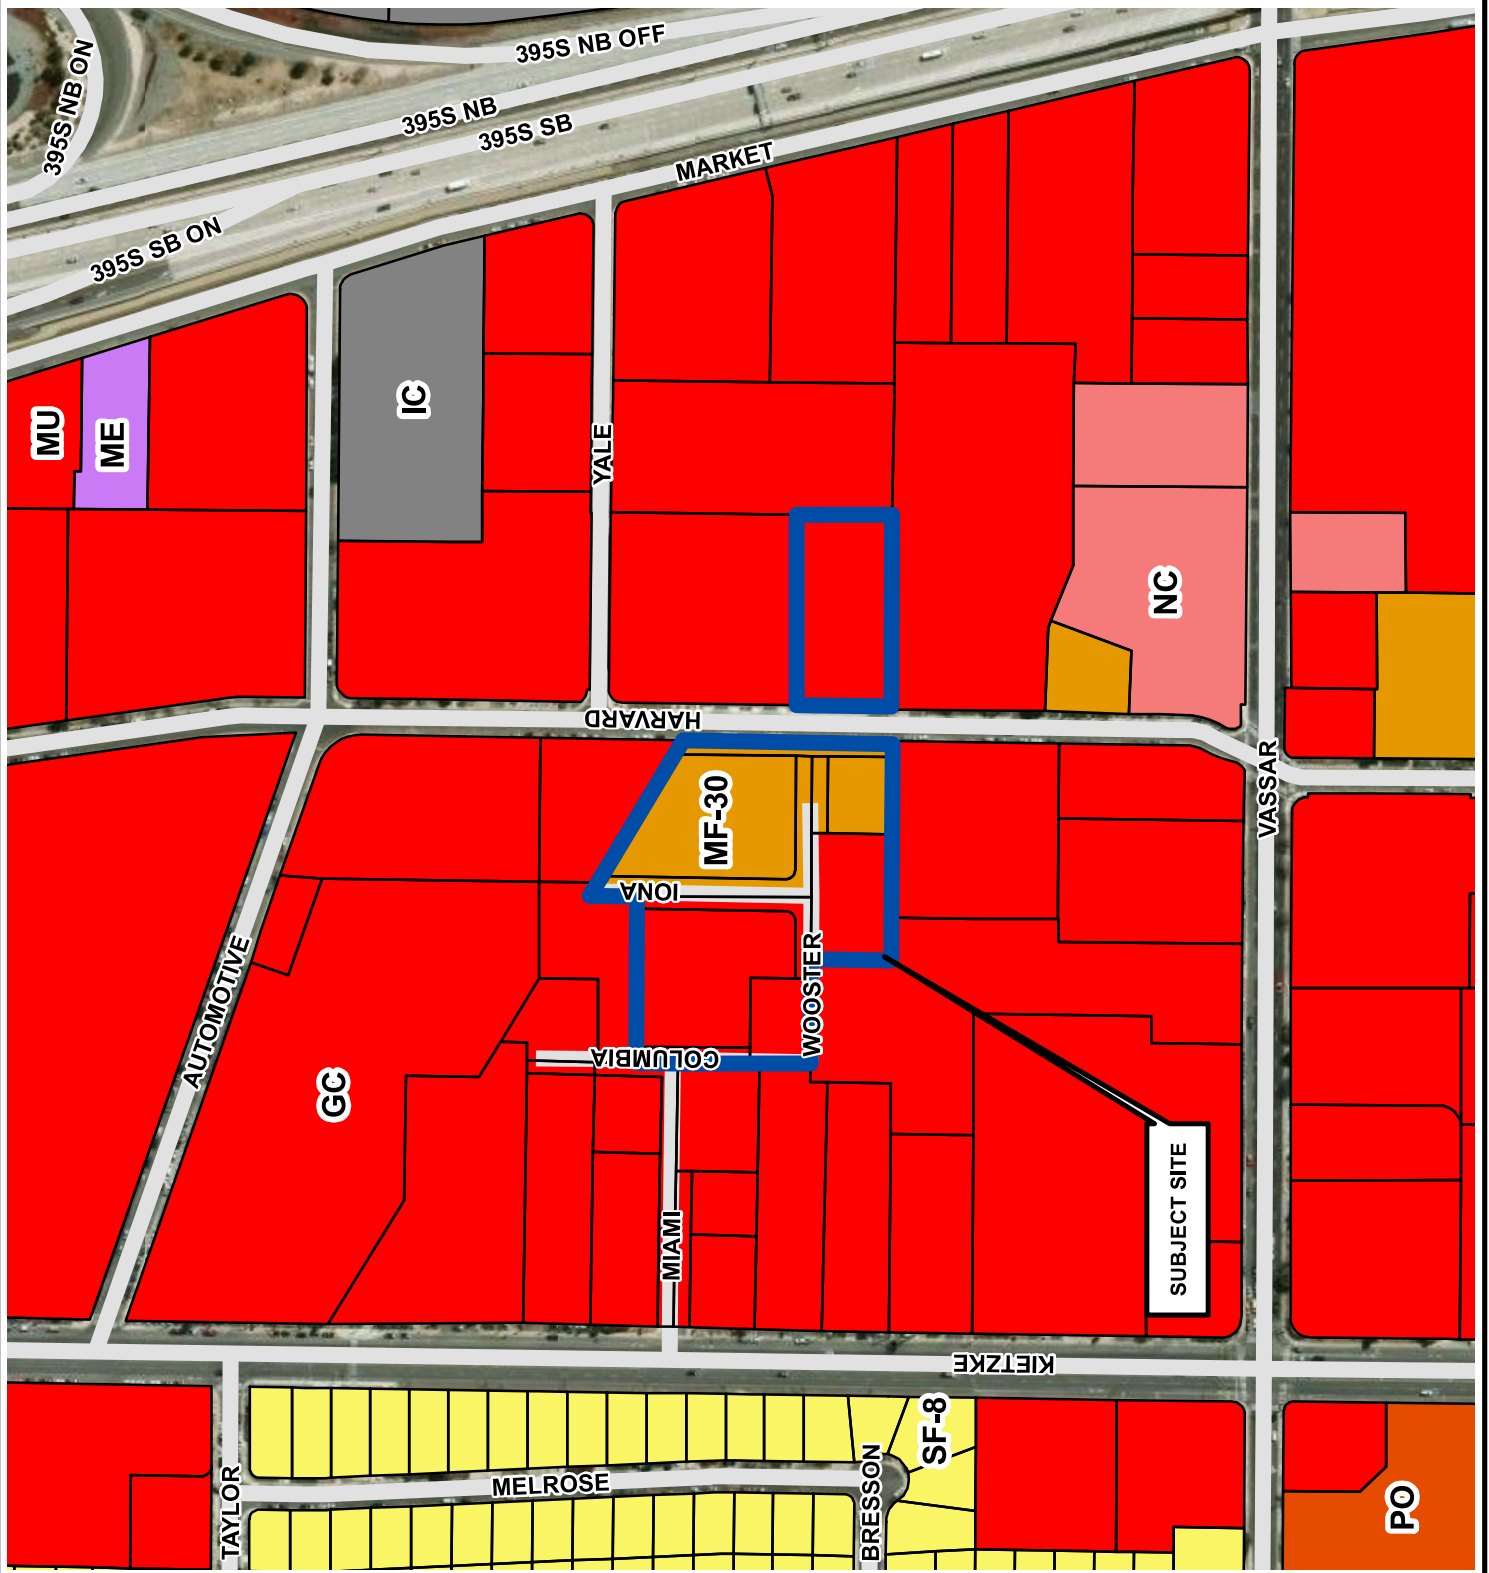 395S NB OFF
395S NB ON
395S NB
395S SB
MARKET
395S SB ON
IC
MU
ME
YALE
NC
HARVARD
VASSAR
MF-30
IONA
WOOSTER
AUTOMOTIVE
COLUMBIA
GC
SUBJECT SITE
MIAMI
KIETZKE
SF-8
MELROSE
BRESSON
TAYLOR
PO